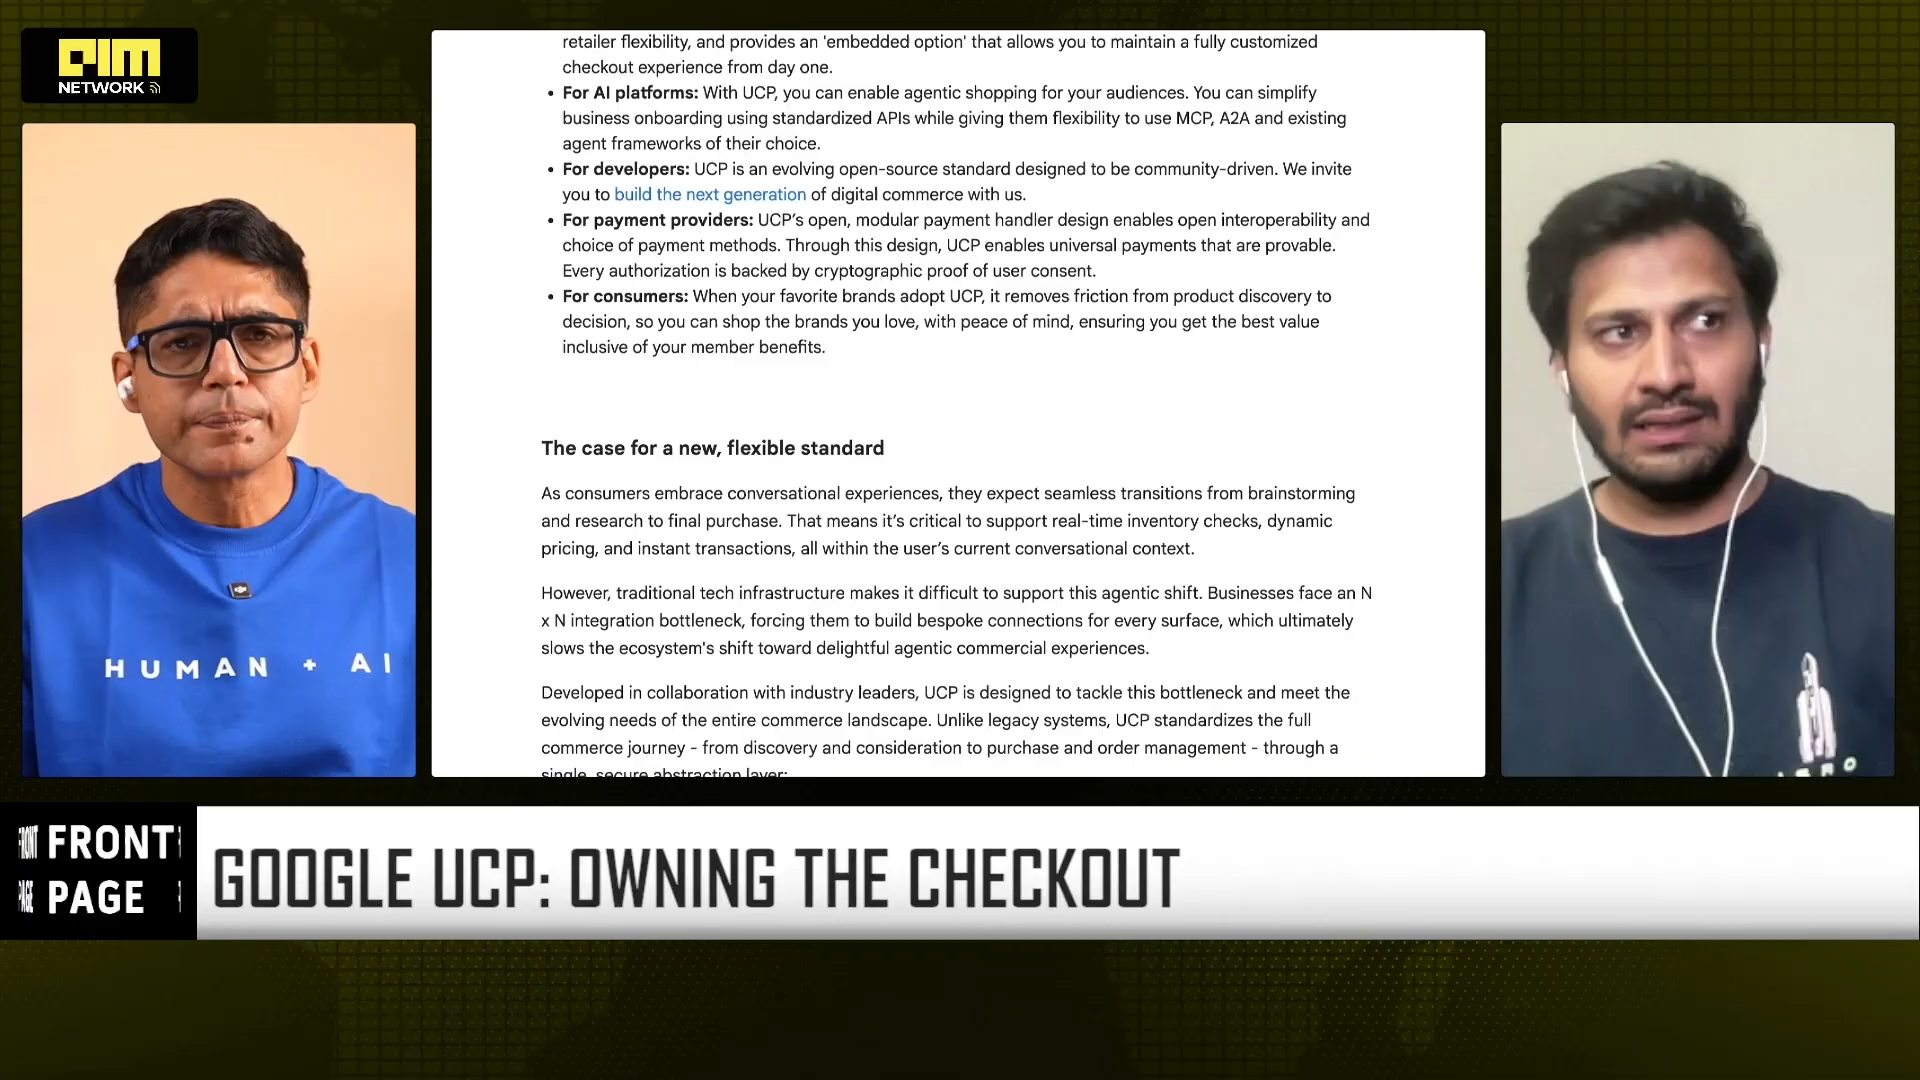 AIM
NETWORK
retailer flexibility, and provides an 'embedded option' that allows you to maintain a fully customized
checkout experience from day one.
• For AI platforms: With UCP, you can enable agentic shopping for your audiences. You can simplify
business onboarding using standardized APIs while giving them flexibility to use MCP, A2A and existing
agent frameworks of their choice.
• For developers: UCP is an evolving open-source standard designed to be community-driven. We invite
you to build the next generation of digital commerce with us.
• For payment providers: UCP’s open, modular payment handler design enables open interoperability and
choice of payment methods. Through this design, UCP enables universal payments that are provable.
Every authorization is backed by cryptographic proof of user consent.
• For consumers: When your favorite brands adopt UCP, it removes friction from product discovery to
decision, so you can shop the brands you love, with peace of mind, ensuring you get the best value
inclusive of your member benefits.
The case for a new, flexible standard
As consumers embrace conversational experiences, they expect seamless transitions from brainstorming
and research to final purchase. That means it’s critical to support real-time inventory checks, dynamic
pricing, and instant transactions, all within the user’s current conversational context.
However, traditional tech infrastructure makes it difficult to support this agentic shift. Businesses face an N
x N integration bottleneck, forcing them to build bespoke connections for every surface, which ultimately
slows the ecosystem's shift toward delightful agentic commercial experiences.
Developed in collaboration with industry leaders, UCP is designed to tackle this bottleneck and meet the
evolving needs of the entire commerce landscape. Unlike legacy systems, UCP standardizes the full
commerce journey - from discovery and consideration to purchase and order management - through a
single, secure abstraction layer:
HUMAN + AI
FRONT
PAGE
GOOGLE UCP: OWNING THE CHECKOUT